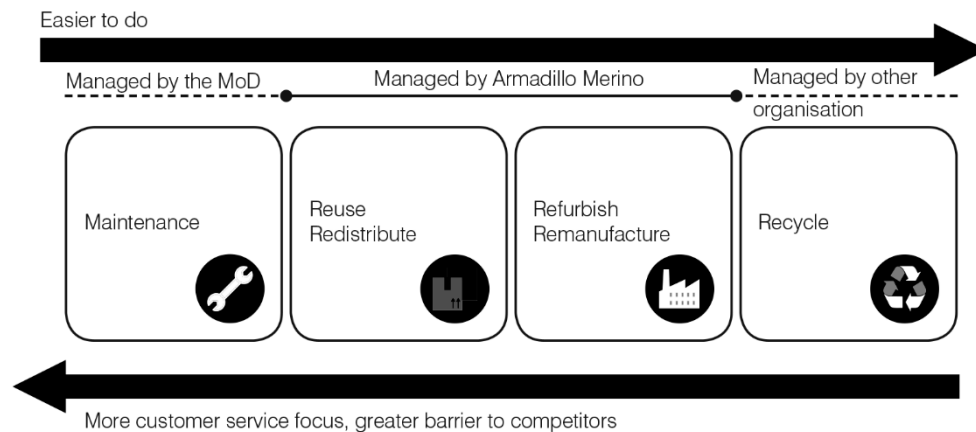 Easier to do
Managed by the MoD
Managed by Armadillo Merino
Managed by other
organisation
Maintenance
Reuse
Redistribute
Refurbish
Remanufacture
Recycle
More customer service focus, greater barrier to competitors